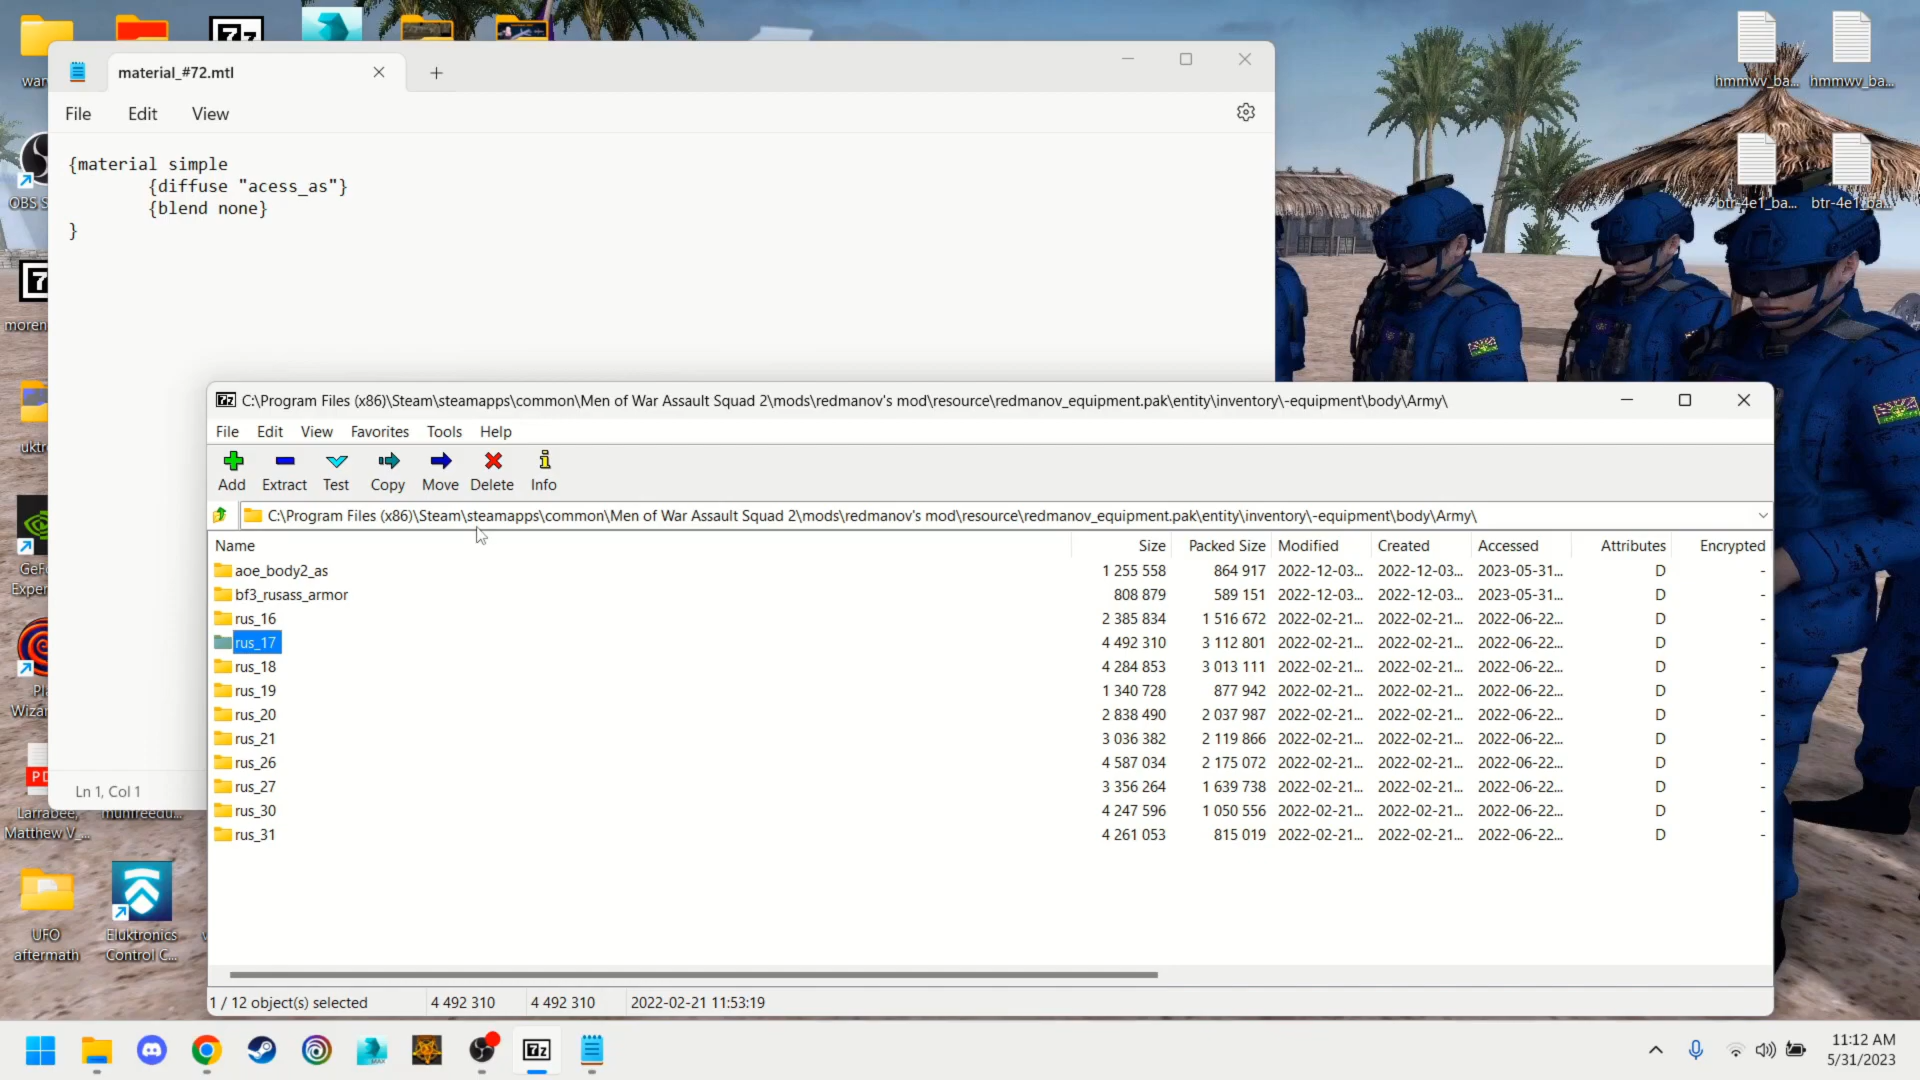 material_#72.mtl
File Edit View
{material simple
{diffuse "acess_as"}
{blend none}
}
Ln 1, Col 1
C:\Program Files (x86)\Steam\steamapps\common\Men of War Assault Squad 2\mods\redmanov's mod\resource\redmanov_equipment.pak\entity\inventory\-equipment\body\Army\
File Edit View Favorites Tools Help
Add Extract Test Copy Move Delete Info
C:\Program Files (x86)\Steam\steamapps\common\Men of War Assault Squad 2\mods\redmanov's mod\resource\redmanov_equipment.pak\entity\inventory\-equipment\body\Army\
Name Size Packed Size Modified Created Accessed Attributes Encrypted
aoe_body2_as 1 255 558 864 917 2022-12-03... 2022-12-03... 2023-05-31... D -
bf3_rusass_armor 808 879 589 151 2022-12-03... 2022-12-03... 2023-05-31... D -
rus_16 2 385 834 1 516 672 2022-02-21... 2022-02-21... 2022-06-22... D -
rus_17 4 492 310 3 112 801 2022-02-21... 2022-02-21... 2022-06-22... D -
rus_18 4 284 853 3 013 111 2022-02-21... 2022-02-21... 2022-06-22... D -
rus_19 1 340 728 877 942 2022-02-21... 2022-02-21... 2022-06-22... D -
rus_20 2 838 490 2 037 987 2022-02-21... 2022-02-21... 2022-06-22... D -
rus_21 3 036 382 2 119 866 2022-02-21... 2022-02-21... 2022-06-22... D -
rus_26 4 587 034 2 175 072 2022-02-21... 2022-02-21... 2022-06-22... D -
rus_27 3 356 264 1 639 738 2022-02-21... 2022-02-21... 2022-06-22... D -
rus_30 4 247 596 1 050 556 2022-02-21... 2022-02-21... 2022-06-22... D -
rus_31 4 261 053 815 019 2022-02-21... 2022-02-21... 2022-06-22... D -
1 / 12 object(s) selected 4 492 310 4 492 310 2022-02-21 11:53:19
hmmwv_ba... hmmwv_ba...
btr-4e1_ba... btr-4e1_ba...
OBS S
moren
uktr
GeF
Exper
Pl
Wiza
Larrabee,
Matthew V_...
UFO
aftermath
Eluktronics
Control C...
11:12 AM
5/31/2023